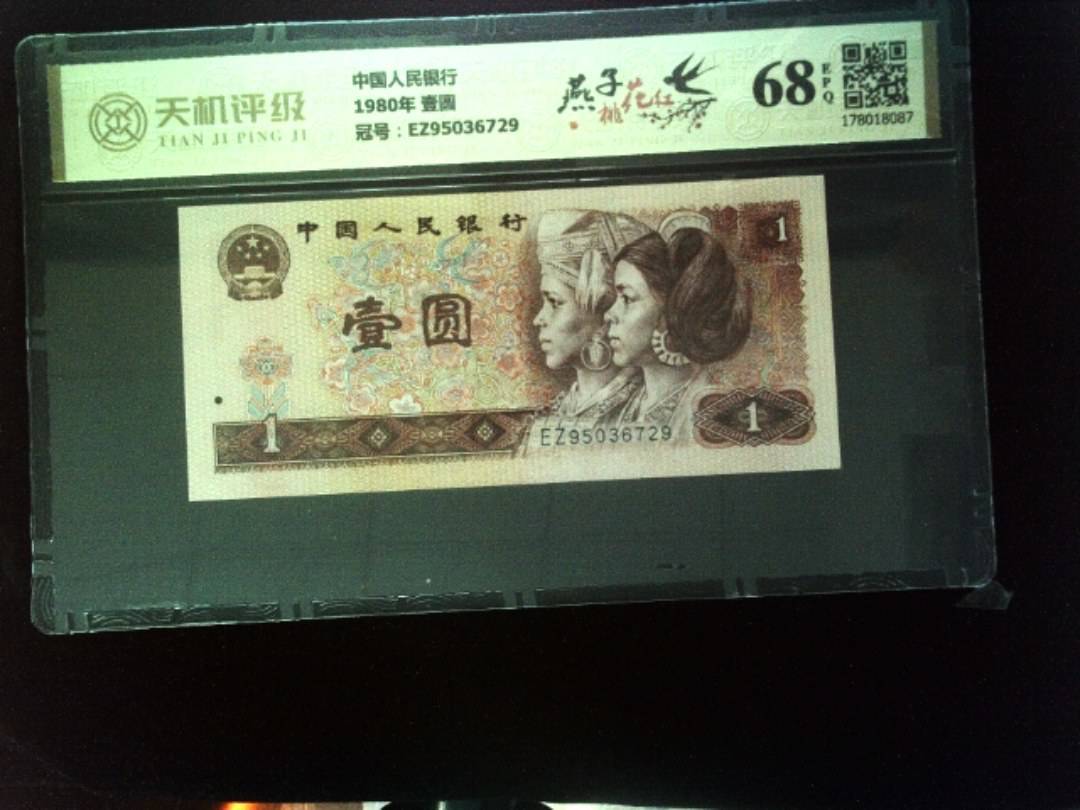 天机评级
TIAN JI PING JI
中国人民银行
1980年 壹圆
冠号：EZ95036729
燕子
桃花红
68
EPQ
178018087
中国人民银行
1
壹圆
1
EZ95036729
1